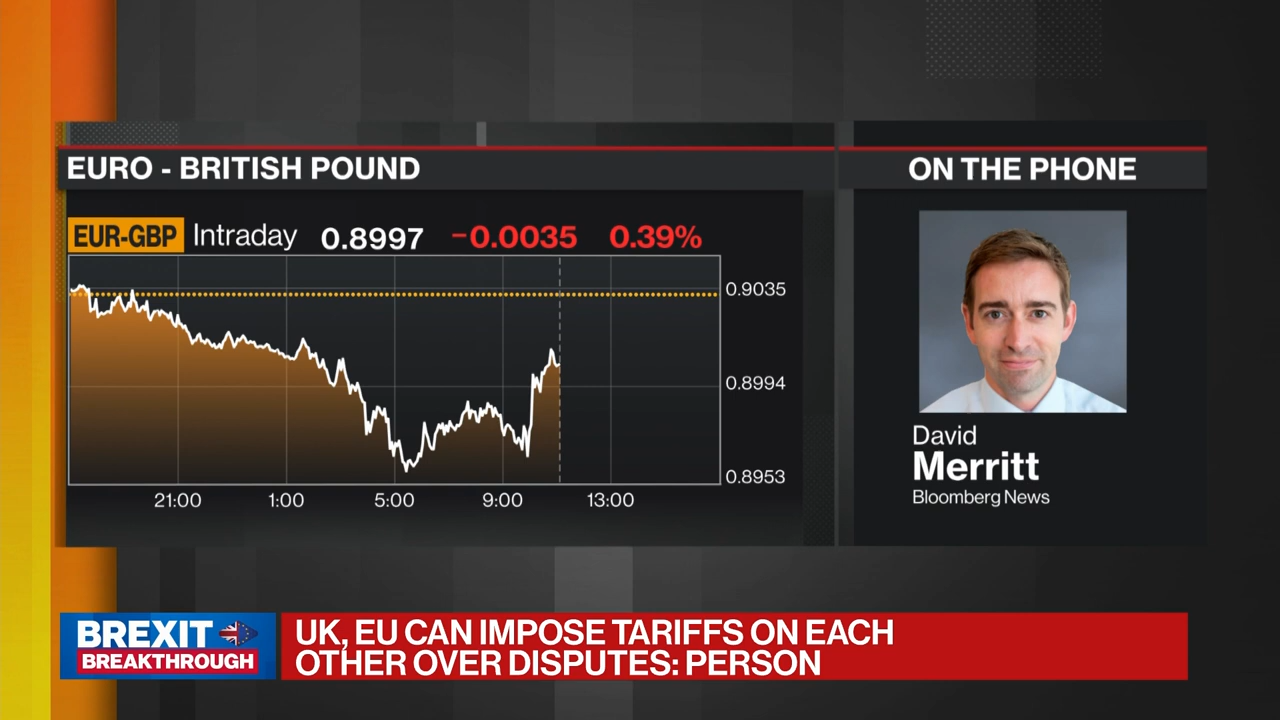 EURO - BRITISH POUND
EUR-GBP Intraday 0.8997 -0.0035 0.39%
0.9035
0.8994
0.8953
21:00 1:00 5:00 9:00 13:00
ON THE PHONE
David
Merritt
Bloomberg News
BREXIT
BREAKTHROUGH
UK, EU CAN IMPOSE TARIFFS ON EACH
OTHER OVER DISPUTES: PERSON